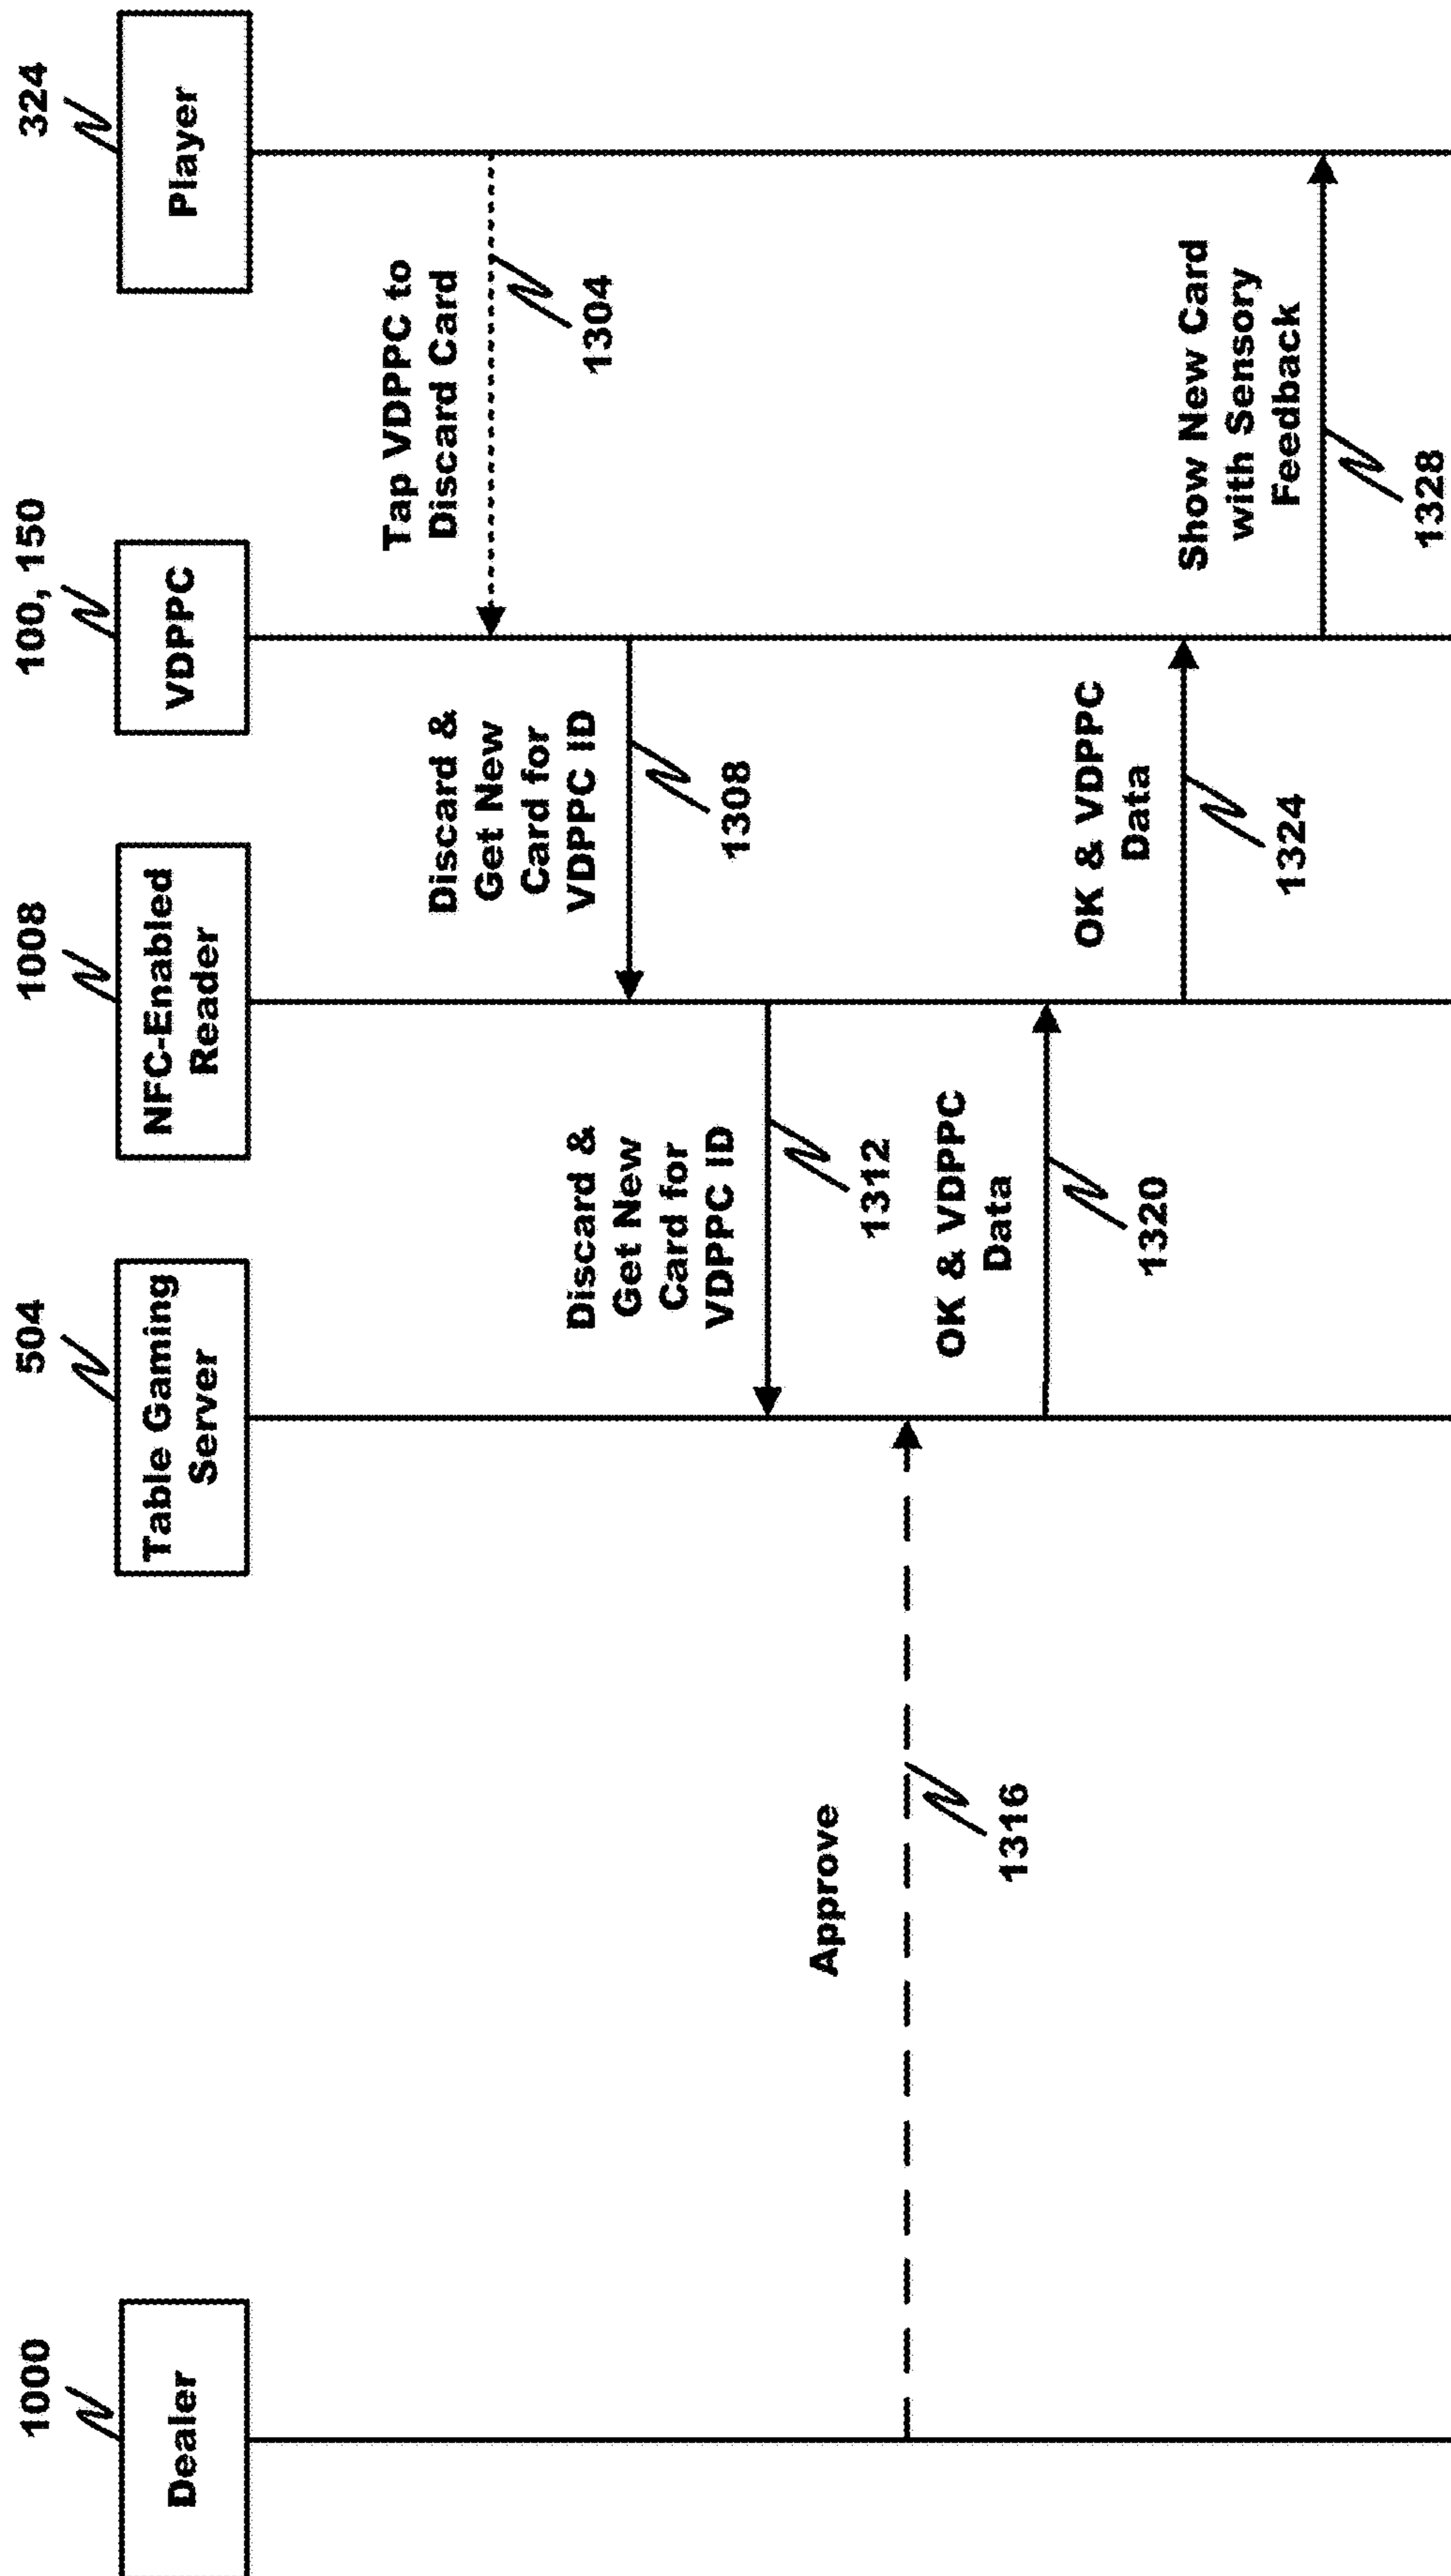 1000
Dealer
504
Table Gaming
Server
1008
NFC-Enabled
Reader
100, 150
VDPPC
324
Player
Tap VDPPC to
Discard Card
1304
Discard &
Get New
Card for
VDPPC ID
1308
Discard &
Get New
Card for
VDPPC ID
1312
Approve
1316
OK & VDPPC
Data
1320
OK & VDPPC
Data
1324
Show New Card
with Sensory
Feedback
1328